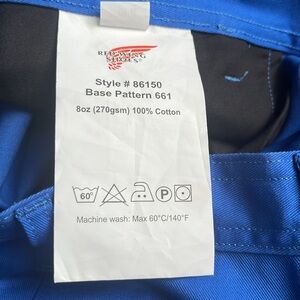 RED WING
SHOES®
Style # 86150
Base Pattern 661
8oz (270gsm) 100% Cotton
60°
P
Machine wash: Max 60°C/140°F